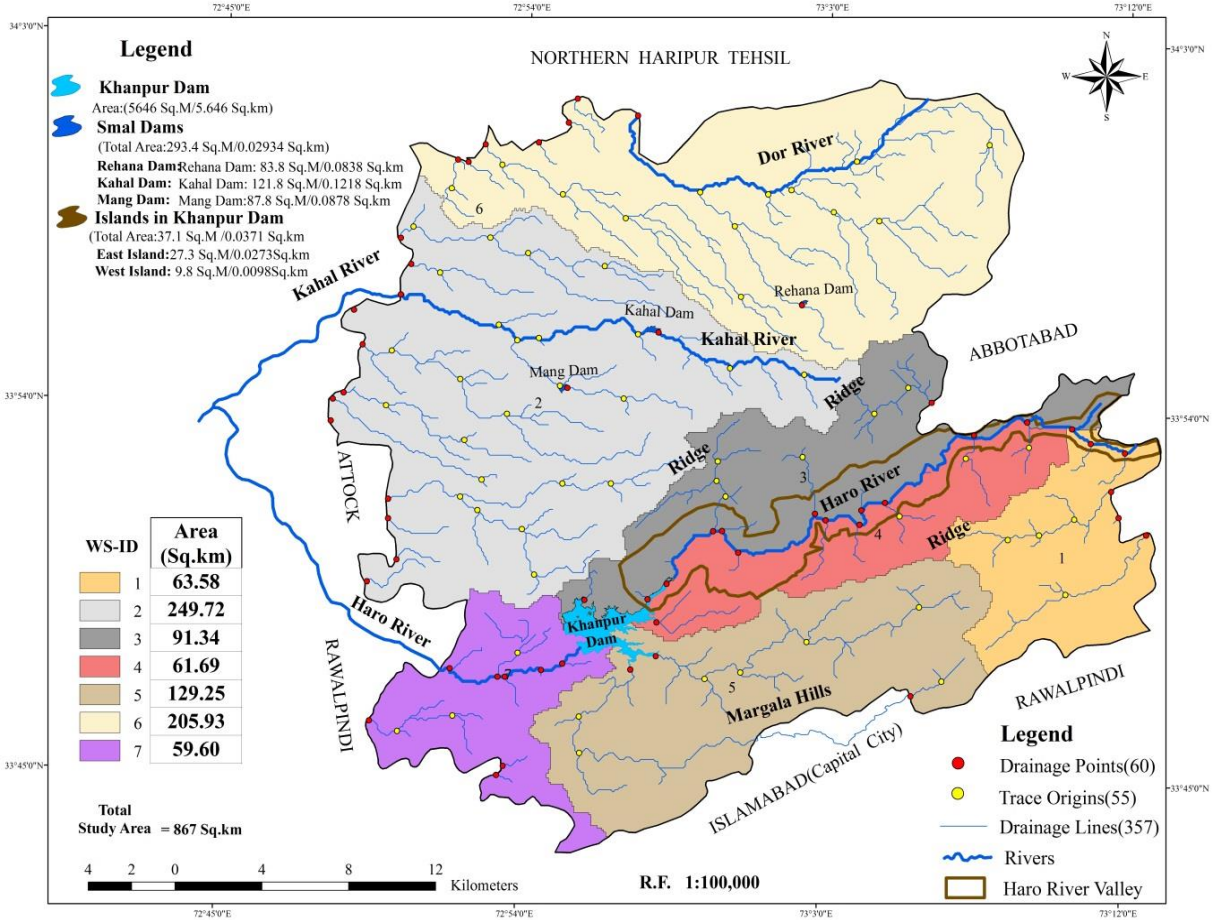 72°45'0"E
72°54'0"E
73°3'0"E
73°12'0"E
34°3'0"N
34°3'0"N
Legend
NORTHERN HARIPUR TEHSIL
N
W
E
S
Khanpur Dam
Area:(5646 Sq.M/5.646 Sq.km)
Smal Dams
(Total Area:293.4 Sq.M/0.02934 Sq.km)
Rehana Dam: Rehana Dam: 83.8 Sq.M/0.0838 Sq.km
Kahal Dam: Kahal Dam: 121.8 Sq.M/0.1218 Sq.km
Mang Dam: Mang Dam:87.8 Sq.M/0.0878 Sq.km
Islands in Khanpur Dam
(Total Area:37.1 Sq.M /0.0371 Sq.km
East Island:27.3 Sq.M/0.0273Sq.km
West Island: 9.8 Sq.M/0.0098Sq.km
Dor River
6
Kahal River
Rehana Dam
Kahal Dam
Kahal River
ABBOTABAD
Mang Dam
2
Ridge
33°54'0"N
33°54'0"N
Ridge
3
Haro River
ATTOCK
4
Ridge
1
WS-ID Area
(Sq.km)
1 63.58
2 249.72
3 91.34
4 61.69
5 129.25
6 205.93
7 59.60
Haro River
Khanpur
Dam
7
RAWALPINDI
5
Margala Hills
RAWALPINDI
ISLAMABAD(Capital City)
33°45'0"N
33°45'0"N
Total
Study Area = 867 Sq.km
4 2 0 4 8 12
Kilometers
R.F. 1:100,000
Legend
Drainage Points(60)
Trace Origins(55)
Drainage Lines(357)
Rivers
Haro River Valley
72°45'0"E
72°54'0"E
73°3'0"E
73°12'0"E